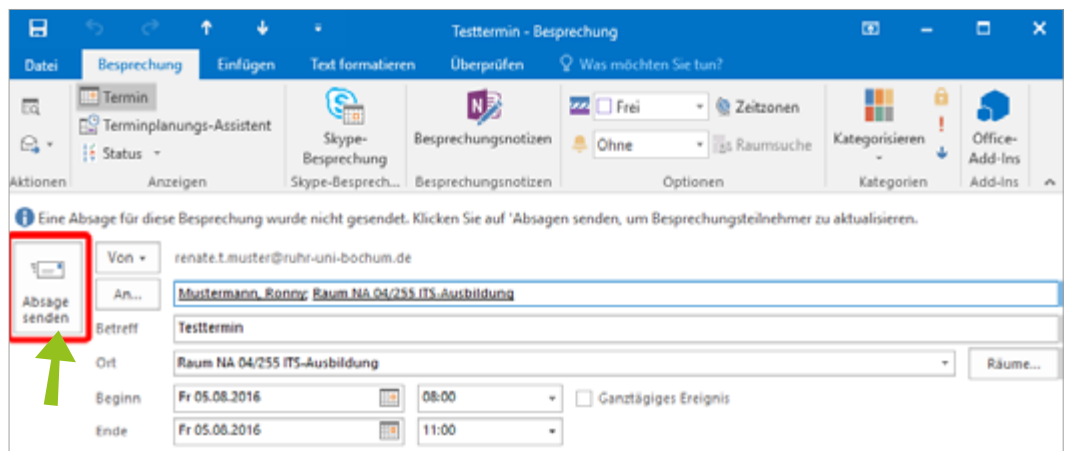 Testtermin - Besprechung
Datei Besprechung Einfügen Text formatieren Überprüfen Was möchten Sie tun?
Termin
Terminplanungs-Assistent
Status
Skype-
Besprechung
Besprechungsnotizen
Frei
Zeitzonen
Ohne
Raumsuche
Kategorisieren
Office-
Add-Ins
Aktionen Anzeigen Skype-Besprech... Besprechungsnotizen Optionen Kategorien Add-Ins
Eine Absage für diese Besprechung wurde nicht gesendet. Klicken Sie auf 'Absagen senden, um Besprechungsteilnehmer zu aktualisieren.
Absage
senden
Von renate.t.muster@ruhr-uni-bochum.de
An... Mustermann, Ronny; Raum NA 04/255 ITS-Ausbildung
Betreff Testtermin
Ort Raum NA 04/255 ITS-Ausbildung Räume...
Beginn Fr 05.08.2016 08:00 Ganztägiges Ereignis
Ende Fr 05.08.2016 11:00